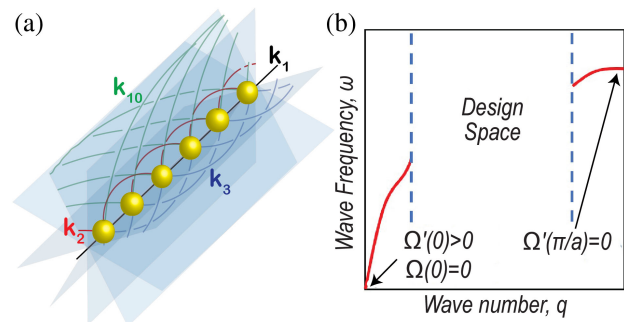 (a)
k₁
k₁₀
k₃
k₂
(b)
Wave Frequency, ω
Design
Space
Ω'(0)>0
Ω(0)=0
Ω'(π/a)=0
Wave number, q